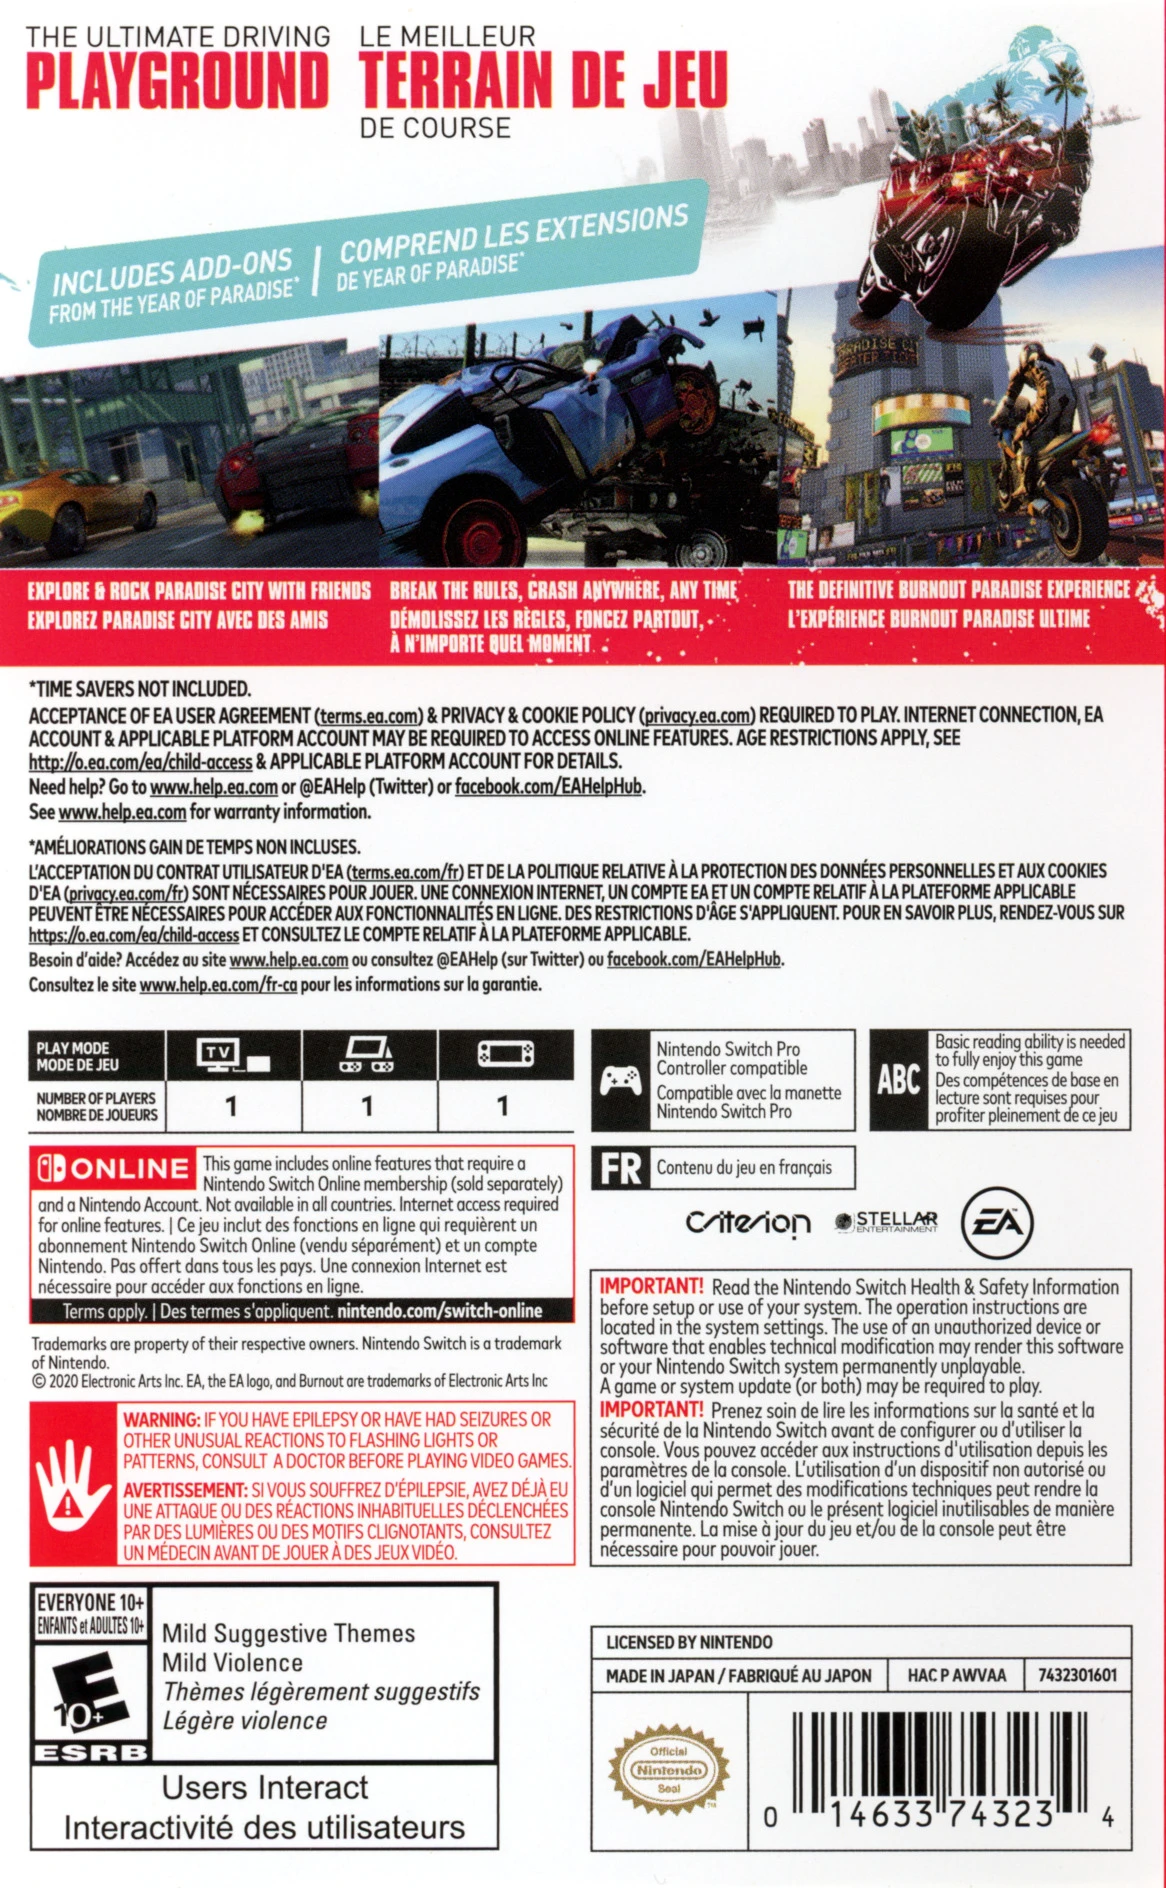 THE ULTIMATE DRIVING
PLAYGROUND
LE MEILLEUR
TERRAIN DE JEU
DE COURSE
INCLUDES ADD-ONS
FROM THE YEAR OF PARADISE*
COMPREND LES EXTENSIONS
DE YEAR OF PARADISE*
EXPLORE & ROCK PARADISE CITY WITH FRIENDS
EXPLOREZ PARADISE CITY AVEC DES AMIS
BREAK THE RULES, CRASH ANYWHERE, ANY TIME
DÉMOLISSEZ LES RÈGLES, FONCEZ PARTOUT,
À N'IMPORTE QUEL MOMENT
THE DEFINITIVE BURNOUT PARADISE EXPERIENCE
L'EXPÉRIENCE BURNOUT PARADISE ULTIME
*TIME SAVERS NOT INCLUDED.
ACCEPTANCE OF EA USER AGREEMENT (terms.ea.com) & PRIVACY & COOKIE POLICY (privacy.ea.com) REQUIRED TO PLAY. INTERNET CONNECTION, EA
ACCOUNT & APPLICABLE PLATFORM ACCOUNT MAY BE REQUIRED TO ACCESS ONLINE FEATURES. AGE RESTRICTIONS APPLY, SEE
http://o.ea.com/ea/child-access & APPLICABLE PLATFORM ACCOUNT FOR DETAILS.
Need help? Go to www.help.ea.com or @EAHelp (Twitter) or facebook.com/EAHelpHub.
See www.help.ea.com for warranty information.
*AMÉLIORATIONS GAIN DE TEMPS NON INCLUSES.
L'ACCEPTATION DU CONTRAT UTILISATEUR D'EA (terms.ea.com/fr) ET DE LA POLITIQUE RELATIVE À LA PROTECTION DES DONNÉES PERSONNELLES ET AUX COOKIES
D'EA (privacy.ea.com/fr) SONT NÉCESSAIRES POUR JOUER. UNE CONNEXION INTERNET, UN COMPTE EA ET UN COMPTE RELATIF À LA PLATEFORME APPLICABLE
PEUVENT ÊTRE NÉCESSAIRES POUR ACCÉDER AUX FONCTIONNALITÉS EN LIGNE. DES RESTRICTIONS D'ÂGE S'APPLIQUENT. POUR EN SAVOIR PLUS, RENDEZ-VOUS SUR
https://o.ea.com/ea/child-access ET CONSULTEZ LE COMPTE RELATIF À LA PLATEFORME APPLICABLE.
Besoin d'aide? Accédez au site www.help.ea.com ou consultez @EAHelp (sur Twitter) ou facebook.com/EAHelpHub.
Consultez le site www.help.ea.com/fr-ca pour les informations sur la garantie.
PLAY MODE
MODE DE JEU
TV
NUMBER OF PLAYERS
NOMBRE DE JOUEURS
1 1 1
Nintendo Switch Pro
Controller compatible
Compatible avec la manette
Nintendo Switch Pro
ABC
Basic reading ability is needed
to fully enjoy this game
Des compétences de base en
lecture sont requises pour
profiter pleinement de ce jeu
ONLINE
This game includes online features that require a
Nintendo Switch Online membership (sold separately)
and a Nintendo Account. Not available in all countries. Internet access required
for online features. | Ce jeu inclut des fonctions en ligne qui requièrent un
abonnement Nintendo Switch Online (vendu séparément) et un compte
Nintendo. Pas offert dans tous les pays. Une connexion Internet est
nécessaire pour accéder aux fonctions en ligne.
Terms apply. | Des termes s'appliquent. nintendo.com/switch-online
FR
Contenu du jeu en français
Criterion
STELLAR
ENTERTAINMENT
EA
Trademarks are property of their respective owners. Nintendo Switch is a trademark
of Nintendo.
© 2020 Electronic Arts Inc. EA, the EA logo, and Burnout are trademarks of Electronic Arts Inc
WARNING: IF YOU HAVE EPILEPSY OR HAVE HAD SEIZURES OR
OTHER UNUSUAL REACTIONS TO FLASHING LIGHTS OR
PATTERNS, CONSULT A DOCTOR BEFORE PLAYING VIDEO GAMES.
AVERTISSEMENT: SI VOUS SOUFFREZ D'ÉPILEPSIE, AVEZ DÉJÀ EU
UNE ATTAQUE OU DES RÉACTIONS INHABITUELLES DÉCLENCHÉES
PAR DES LUMIÈRES OU DES MOTIFS CLIGNOTANTS, CONSULTEZ
UN MÉDECIN AVANT DE JOUER À DES JEUX VIDÉO.
IMPORTANT! Read the Nintendo Switch Health & Safety Information
before setup or use of your system. The operation instructions are
located in the system settings. The use of an unauthorized device or
software that enables technical modification may render this software
or your Nintendo Switch system permanently unplayable.
A game or system update (or both) may be required to play.
IMPORTANT! Prenez soin de lire les informations sur la santé et la
sécurité de la Nintendo Switch avant de configurer ou d'utiliser la
console. Vous pouvez accéder aux instructions d'utilisation depuis les
paramètres de la console. L'utilisation d'un dispositif non autorisé ou
d'un logiciel qui permet des modifications techniques peut rendre la
console Nintendo Switch ou le présent logiciel inutilisables de manière
permanente. La mise à jour du jeu et/ou de la console peut être
nécessaire pour pouvoir jouer.
EVERYONE 10+
ENFANTS et ADULTES 10+
E
10+
ESRB
Mild Suggestive Themes
Mild Violence
Thèmes légèrement suggestifs
Légère violence
Users Interact
Interactivité des utilisateurs
LICENSED BY NINTENDO
MADE IN JAPAN / FABRIQUÉ AU JAPON
HAC P AWVAA
7432301601
Official
Nintendo
Seal
TM
0 14633 74323 4